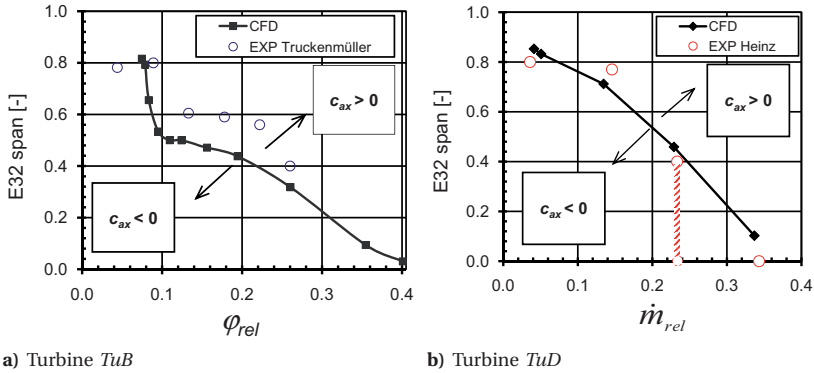 1.0
0.8
0.6
0.4
0.2
0.0
E32 span [-]
CFD
EXP Truckenmüller
c_ax > 0
c_ax < 0
0.0 0.1 0.2 0.3 0.4
φ_rel
a) Turbine TuB
1.0
0.8
0.6
0.4
0.2
0.0
E32 span [-]
CFD
EXP Heinz
c_ax > 0
c_ax < 0
0.0 0.1 0.2 0.3 0.4
ṁ_rel
b) Turbine TuD